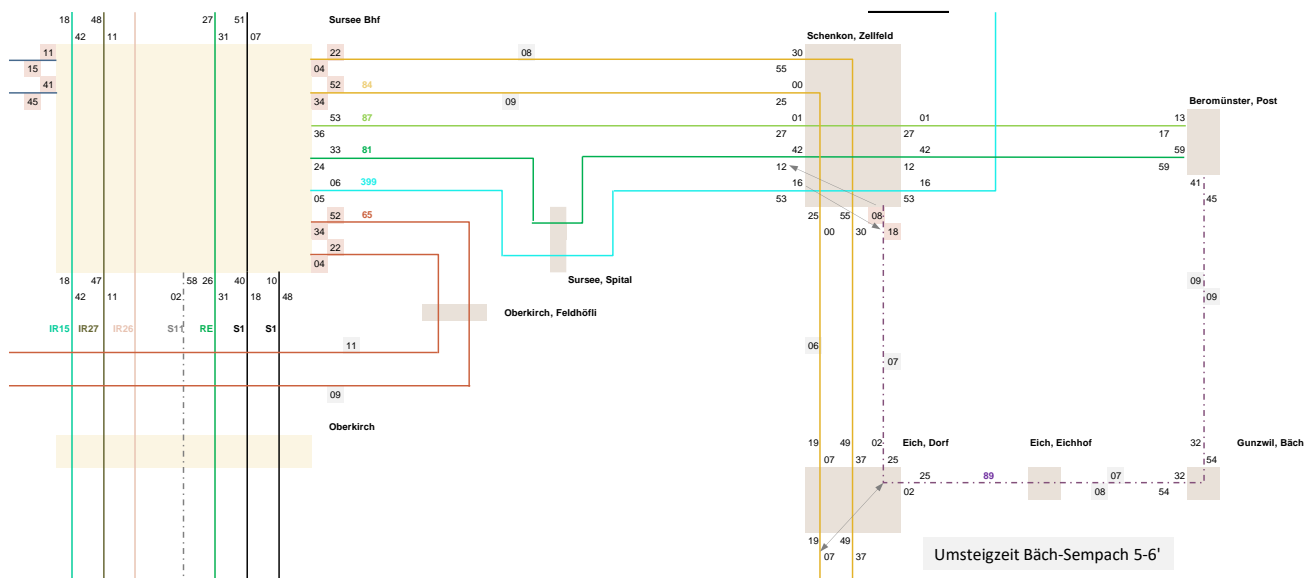 18 48 27 51 Sursee Bhf
42 11 31 07
Schenkon, Zellfeld
11 22 08 30
15 04 55
41 52 84 00
45 34 09 25
Beromünster, Post
53 87 01 01 13
36 27 27 17
33 81 42 42 59
24 12 12 59
06 399 16 16 41
05 53 53 45
52 65 25 55 08
34 00 30 18
22
04
Sursee, Spital
18 47 58 26 40 10 09
42 11 02 31 18 48 09
Oberkirch, Feldhöfli
IR15 IR27 IR26 S11 RE S1 S1
11 06
07
09
Oberkirch
19 49 02 Eich, Dorf Eich, Eichhof 32 Gunzwil, Bäch
07 37 25 54
25 89 07 32
02 08 54
19 49
07 37
Umsteigzeit Bäch-Sempach 5-6'